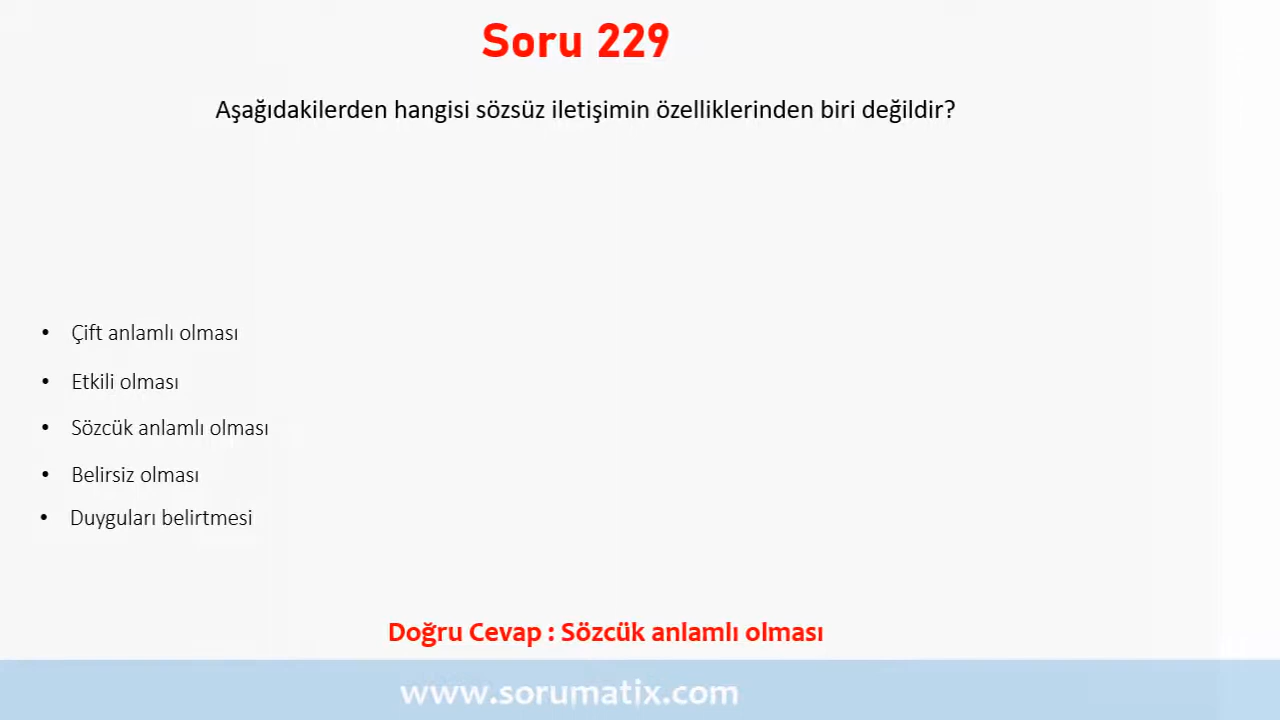 Soru 229
Aşağıdakilerden hangisi sözsüz iletişimin özelliklerinden biri değildir?
• Çift anlamlı olması
• Etkili olması
• Sözcük anlamlı olması
• Belirsiz olması
• Duyguları belirtmesi
Doğru Cevap : Sözcük anlamlı olması
www.sorumatix.com